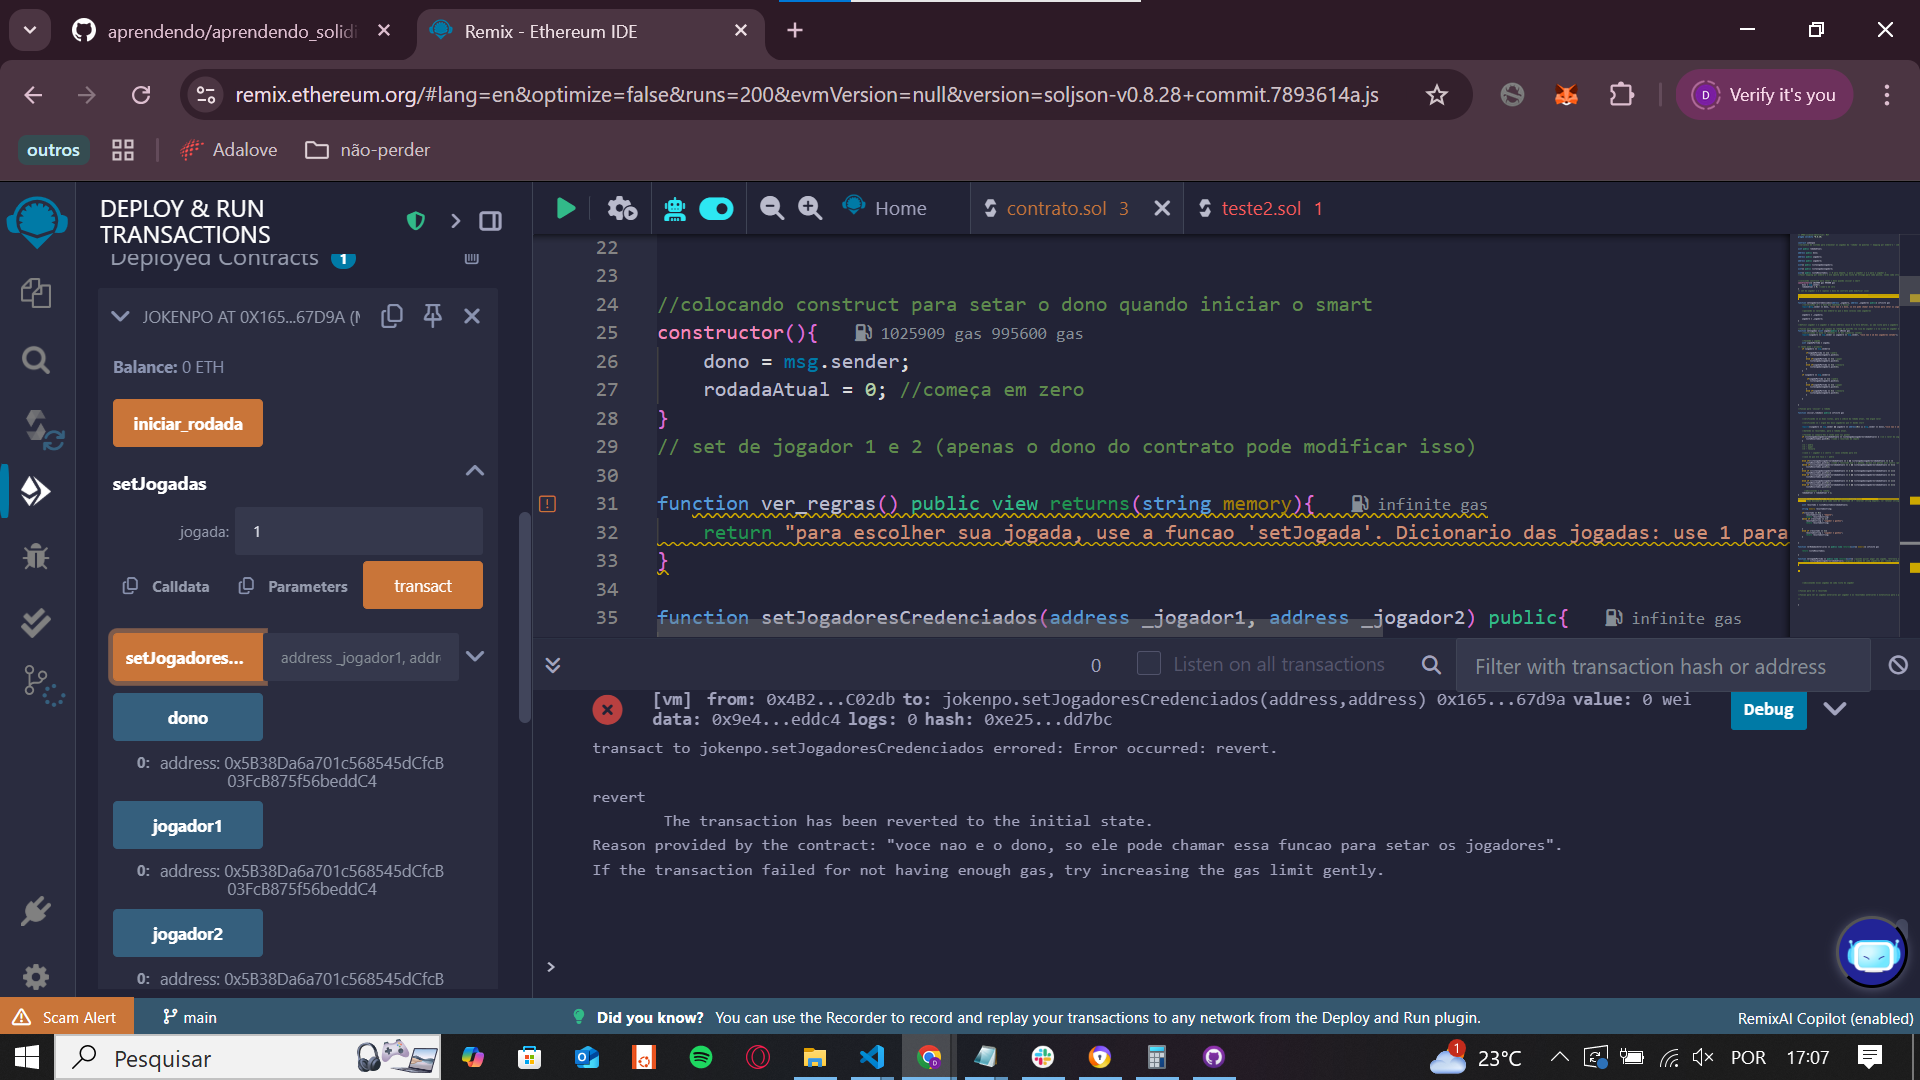 aprendendo/aprendendo_solidi
Remix - Ethereum IDE
remix.ethereum.org/#lang=en&optimize=false&runs=200&evmVersion=null&version=soljson-v0.8.28+commit.7893614a.js
D
Verify it's you
outros
Adalove
não-perder
DEPLOY & RUN
TRANSACTIONS
Deployed Contracts 1
JOKENPO AT 0X165...67D9A (M
Balance: 0 ETH
iniciar_rodada
setJogadas
jogada:
1
Calldata
Parameters
transact
setJogadores...
address _jogador1, addr
dono
0: address: 0x5B38Da6a701c568545dCfcB
03FcB875f56beddC4
jogador1
0: address: 0x5B38Da6a701c568545dCfcB
03FcB875f56beddC4
jogador2
0: address: 0x5B38Da6a701c568545dCfcB
Home
contrato.sol 3
teste2.sol 1
22
23
24 //colocando construct para setar o dono quando iniciar o smart
25 constructor(){ 1025909 gas 995600 gas
26 dono = msg.sender;
27 rodadaAtual = 0; //começa em zero
28 }
29 // set de jogador 1 e 2 (apenas o dono do contrato pode modificar isso)
30
31 function ver_regras() public view returns(string memory){ infinite gas
32 return "para escolher sua jogada, use a funcao 'setJogada'. Dicionario das jogadas: use 1 para
33 }
34
35 function setJogadoresCredenciados(address _jogador1, address _jogador2) public{ infinite gas
0
Listen on all transactions
Filter with transaction hash or address
[vm] from: 0x4B2...C02db to: jokenpo.setJogadoresCredenciados(address,address) 0x165...67d9a value: 0 wei
data: 0x9e4...eddc4 logs: 0 hash: 0xe25...dd7bc
Debug
transact to jokenpo.setJogadoresCredenciados errored: Error occurred: revert.
revert
The transaction has been reverted to the initial state.
Reason provided by the contract: "voce nao e o dono, so ele pode chamar essa funcao para setar os jogadores".
If the transaction failed for not having enough gas, try increasing the gas limit gently.
>
Scam Alert
main
Did you know? You can use the Recorder to record and replay your transactions to any network from the Deploy and Run plugin.
RemixAI Copilot (enabled)
Pesquisar
1
23°C
POR
17:07